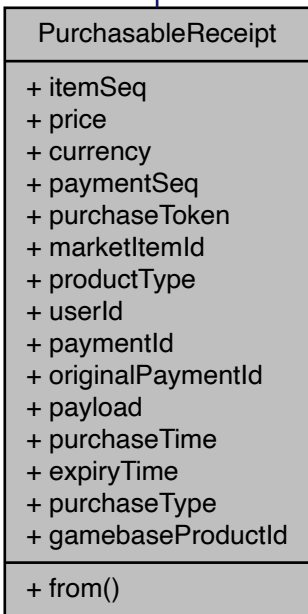 PurchasableReceipt
+ itemSeq
+ price
+ currency
+ paymentSeq
+ purchaseToken
+ marketItemId
+ productType
+ userId
+ paymentId
+ originalPaymentId
+ payload
+ purchaseTime
+ expiryTime
+ purchaseType
+ gamebaseProductId
+ from()